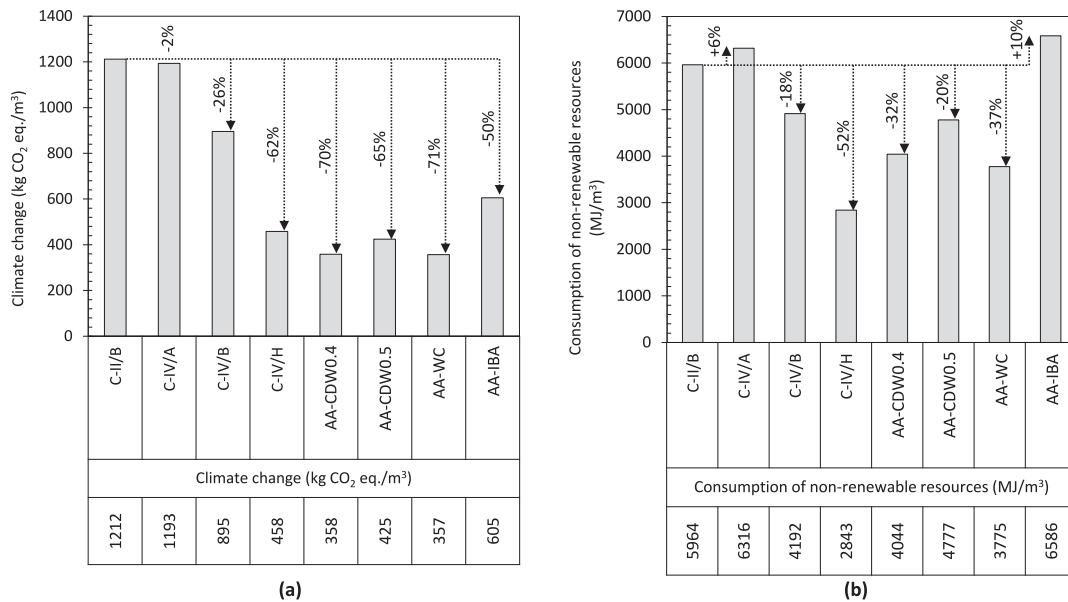 1400
1200
1000
800
600
400
200
0
Climate change (kg CO₂ eq./m³)
-2%
-26%
-62%
-70%
-65%
-71%
-50%
C-II/B
C-IV/A
C-IV/B
C-IV/H
AA-CDW0.4
AA-CDW0.5
AA-WC
AA-IBA
Climate change (kg CO₂ eq./m³)
1212
1193
895
458
358
425
357
605
(a)
7000
6000
5000
4000
3000
2000
1000
0
Consumption of non-renewable resources
(MJ/m³)
+6%
-18%
-52%
-32%
-20%
-37%
+10%
C-II/B
C-IV/A
C-IV/B
C-IV/H
AA-CDW0.4
AA-CDW0.5
AA-WC
AA-IBA
Consumption of non-renewable resources (MJ/m³)
5964
6316
4192
2843
4044
4777
3775
6586
(b)